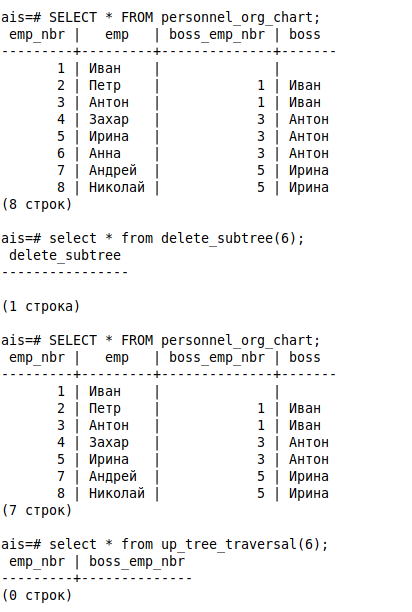 ais=# SELECT * FROM personnel_org_chart;
 emp_nbr |   emp   | boss_emp_nbr | boss
---------+---------+--------------+-------
       1 | Иван    |              |
       2 | Петр    |            1 | Иван
       3 | Антон   |            1 | Иван
       4 | Захар   |            3 | Антон
       5 | Ирина   |            3 | Антон
       6 | Анна    |            3 | Антон
       7 | Андрей  |            5 | Ирина
       8 | Николай |            5 | Ирина
(8 строк)

ais=# select * from delete_subtree(6);
 delete_subtree
----------------

(1 строка)

ais=# SELECT * FROM personnel_org_chart;
 emp_nbr |   emp   | boss_emp_nbr | boss
---------+---------+--------------+-------
       1 | Иван    |              |
       2 | Петр    |            1 | Иван
       3 | Антон   |            1 | Иван
       4 | Захар   |            3 | Антон
       5 | Ирина   |            3 | Антон
       7 | Андрей  |            5 | Ирина
       8 | Николай |            5 | Ирина
(7 строк)

ais=# select * from up_tree_traversal(6);
 emp_nbr | boss_emp_nbr
---------+--------------
(0 строк)